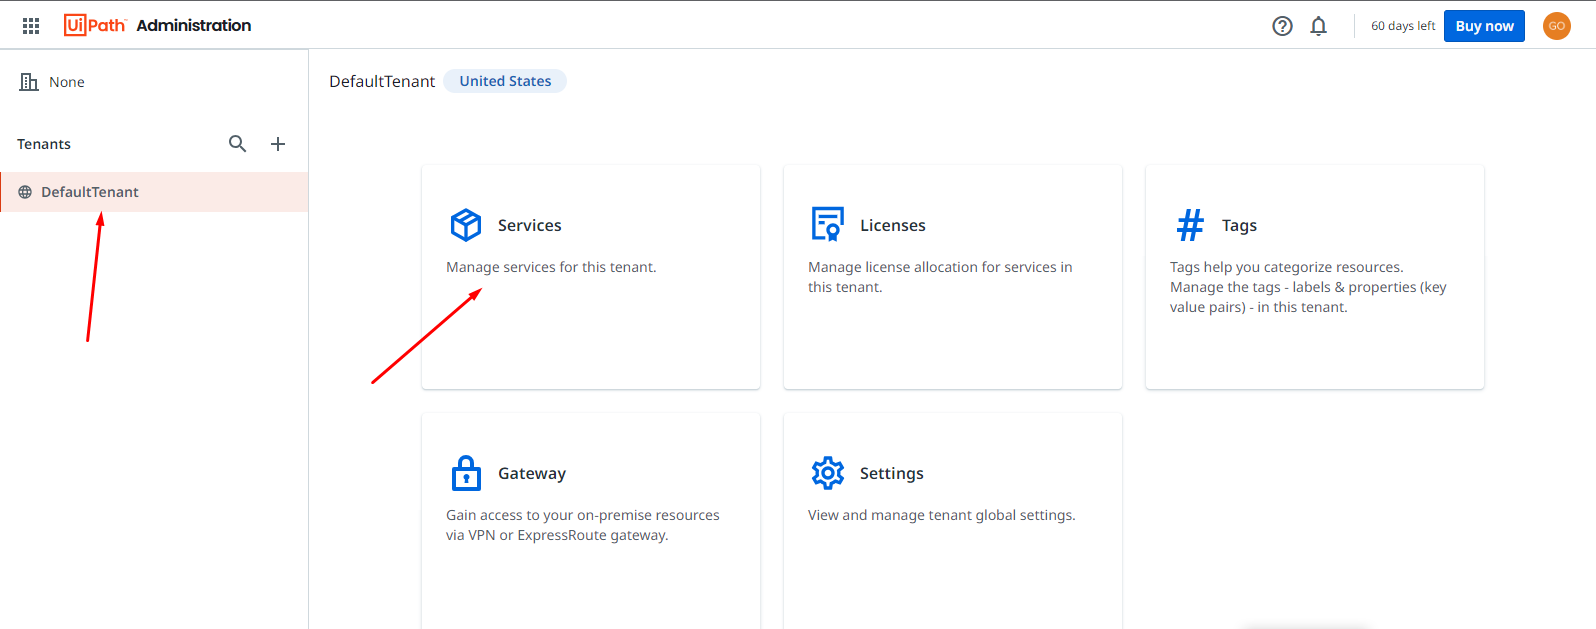 UiPath Administration
60 days left
Buy now
GO
None
DefaultTenant United States
Tenants
DefaultTenant
Services
Manage services for this tenant.
Licenses
Manage license allocation for services in
this tenant.
Tags
Tags help you categorize resources.
Manage the tags - labels & properties (key
value pairs) - in this tenant.
Gateway
Gain access to your on-premise resources
via VPN or ExpressRoute gateway.
Settings
View and manage tenant global settings.